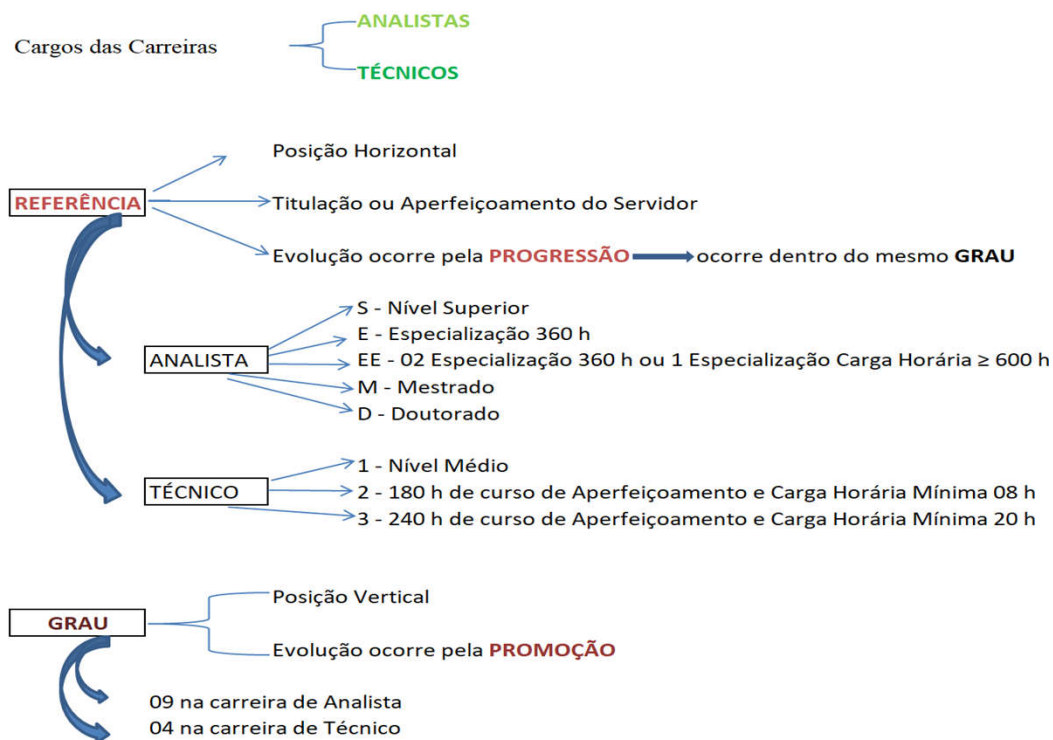 ANALISTAS
Cargos das Carreiras
TÉCNICOS
Posição Horizontal
REFERÊNCIA
Titulação ou Aperfeiçoamento do Servidor
Evolução ocorre pela PROGRESSÃO ocorre dentro do mesmo GRAU
ANALISTA
S - Nível Superior
E - Especialização 360 h
EE - 02 Especialização 360 h ou 1 Especialização Carga Horária ≥ 600 h
M - Mestrado
D - Doutorado
TÉCNICO
1 - Nível Médio
2 - 180 h de curso de Aperfeiçoamento e Carga Horária Mínima 08 h
3 - 240 h de curso de Aperfeiçoamento e Carga Horária Mínima 20 h
GRAU
Posição Vertical
Evolução ocorre pela PROMOÇÃO
09 na carreira de Analista
04 na carreira de Técnico